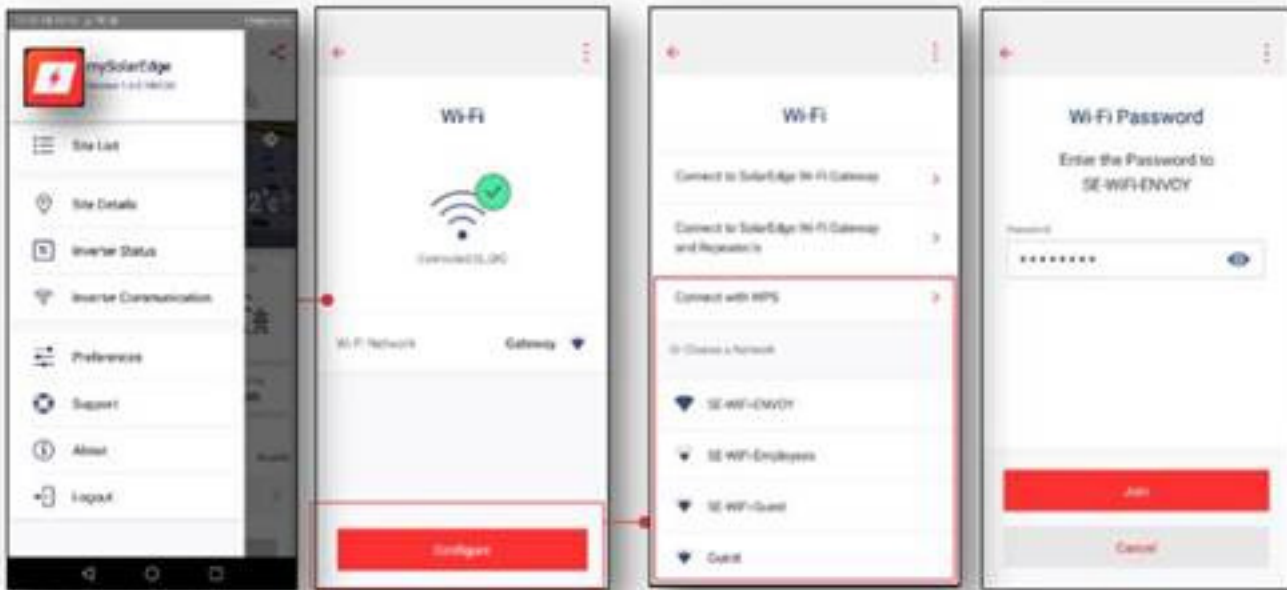 mySolarEdge
Site List
Site Details
Inverter Status
Inverter Communication
Preferences
Support
About
Logout
Wi-Fi
Wi-Fi Network
Gateway
Configure
Wi-Fi
Connect to SolarEdge Wi-Fi Gateway
Connect to SolarEdge Wi-Fi Gateway
and Repeater/s
Connect with WPS
Or Choose a Network
SE-WiFi-ENVOY
SE-WiFi-Employees
SE-WiFi-Guest
Guest
Wi-Fi Password
Enter the Password to
SE-WiFi-ENVOY
Password
Join
Cancel